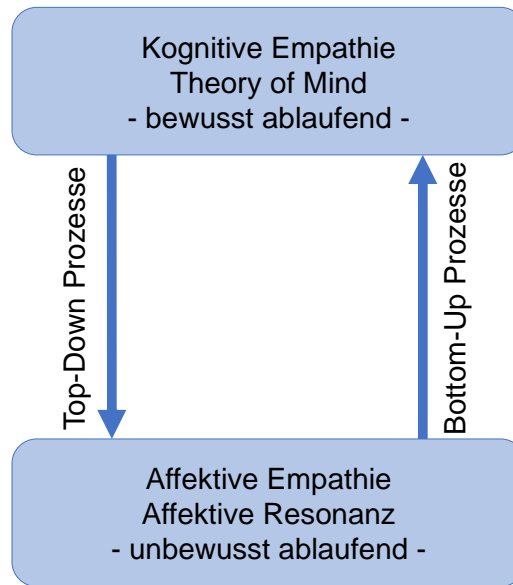 Kognitive Empathie
Theory of Mind
- bewusst ablaufend -
Top-Down Prozesse
Bottom-Up Prozesse
Affektive Empathie
Affektive Resonanz
- unbewusst ablaufend -